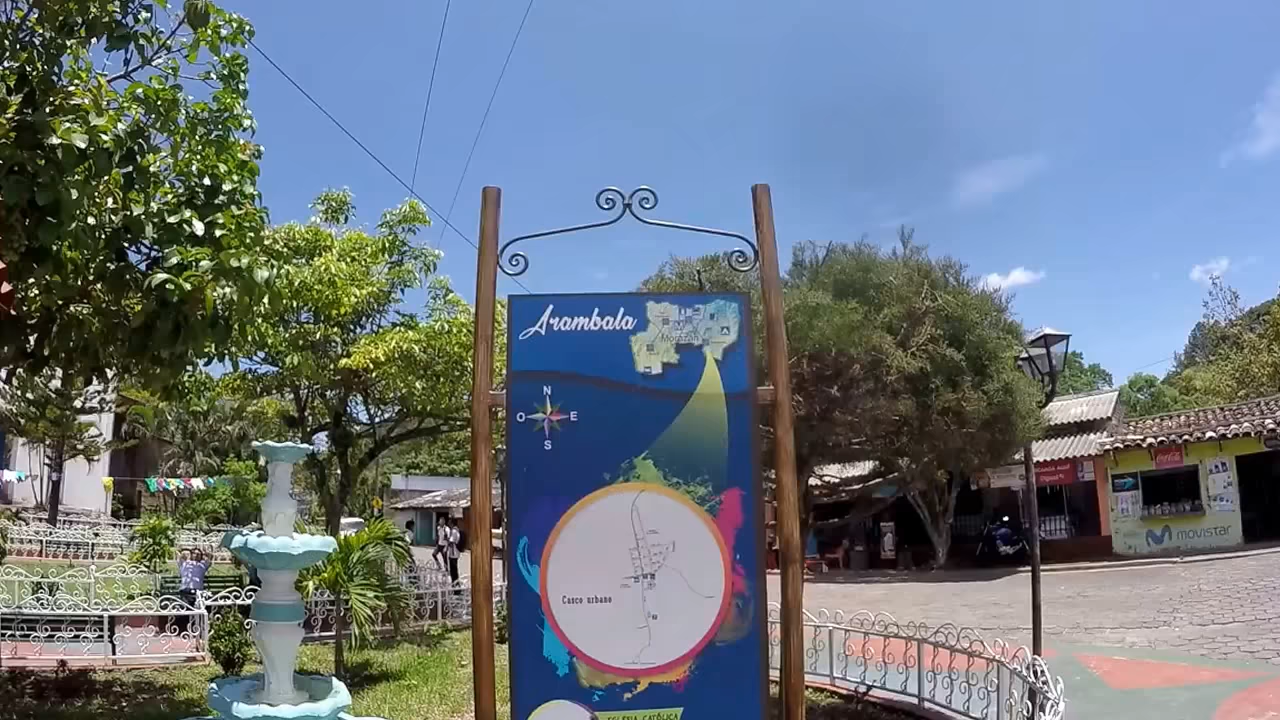 Arambala
Morazán
N
O E
S
Casco urbano
IGLESIA CATÓLICA
Coca-Cola
movistar